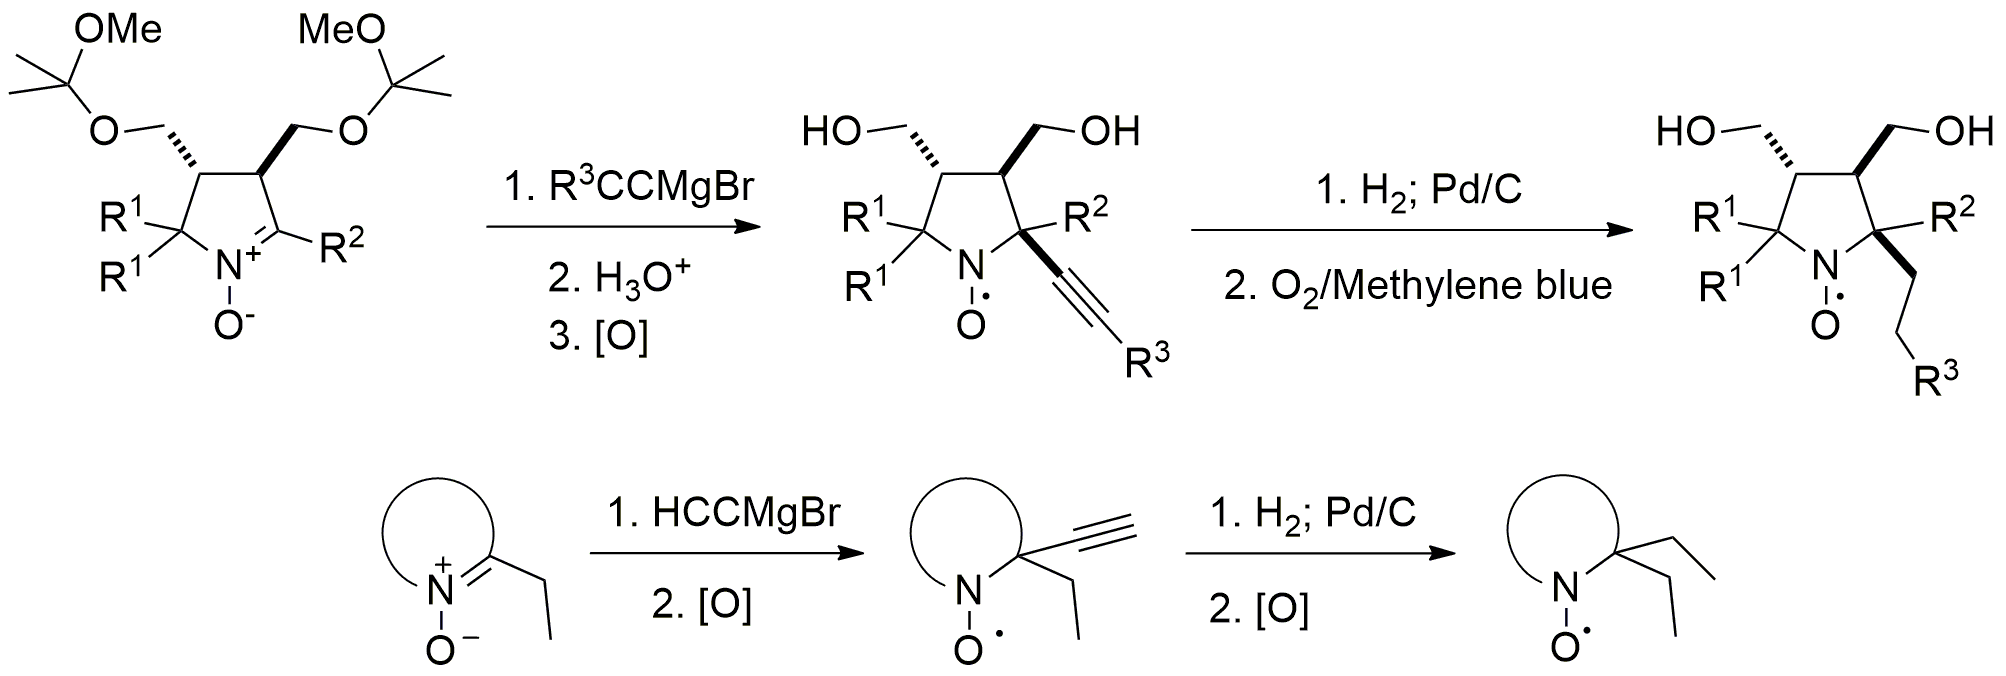 OMe MeO
O O
R¹ R¹ N⁺ R² O⁻
1. R³CCMgBr
2. H₃O⁺
3. [O]
HO OH
R¹ R¹ N R² O• R³
1. H₂; Pd/C
2. O₂/Methylene blue
HO OH
R¹ R¹ N R² O• R³
N⁺ O⁻
1. HCCMgBr
2. [O]
N O•
1. H₂; Pd/C
2. [O]
N O•